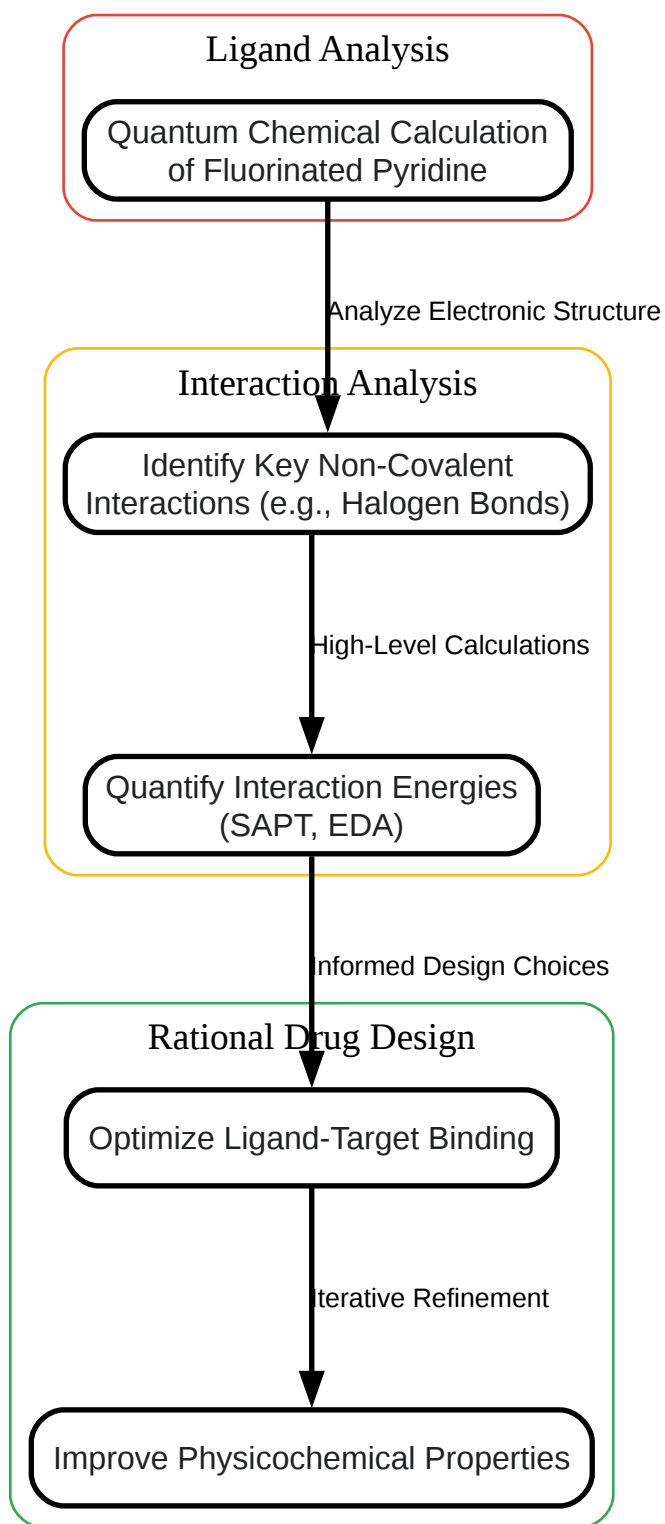 Ligand Analysis
Quantum Chemical Calculation
of Fluorinated Pyridine
Analyze Electronic Structure
Interaction Analysis
Identify Key Non-Covalent
Interactions (e.g., Halogen Bonds)
High-Level Calculations
Quantify Interaction Energies
(SAPT, EDA)
Informed Design Choices
Rational Drug Design
Optimize Ligand-Target Binding
Iterative Refinement
Improve Physicochemical Properties